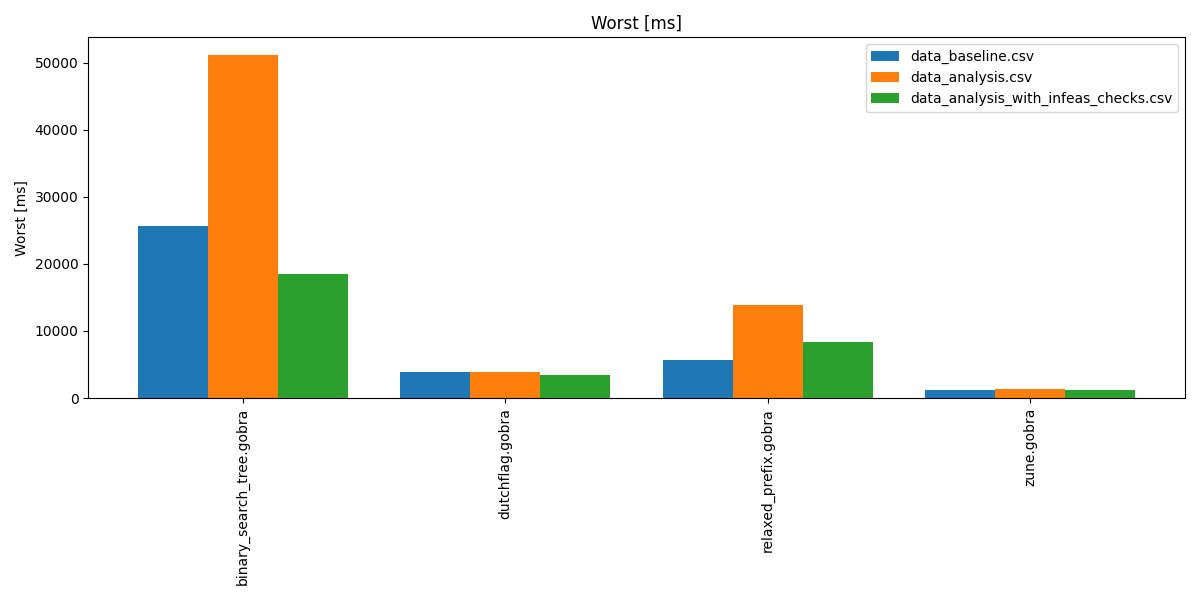 Worst [ms]
data_baseline.csv
data_analysis.csv
data_analysis_with_infeas_checks.csv
Worst [ms]
50000
40000
30000
20000
10000
0
binary_search_tree.gobra
dutchflag.gobra
relaxed_prefix.gobra
zune.gobra